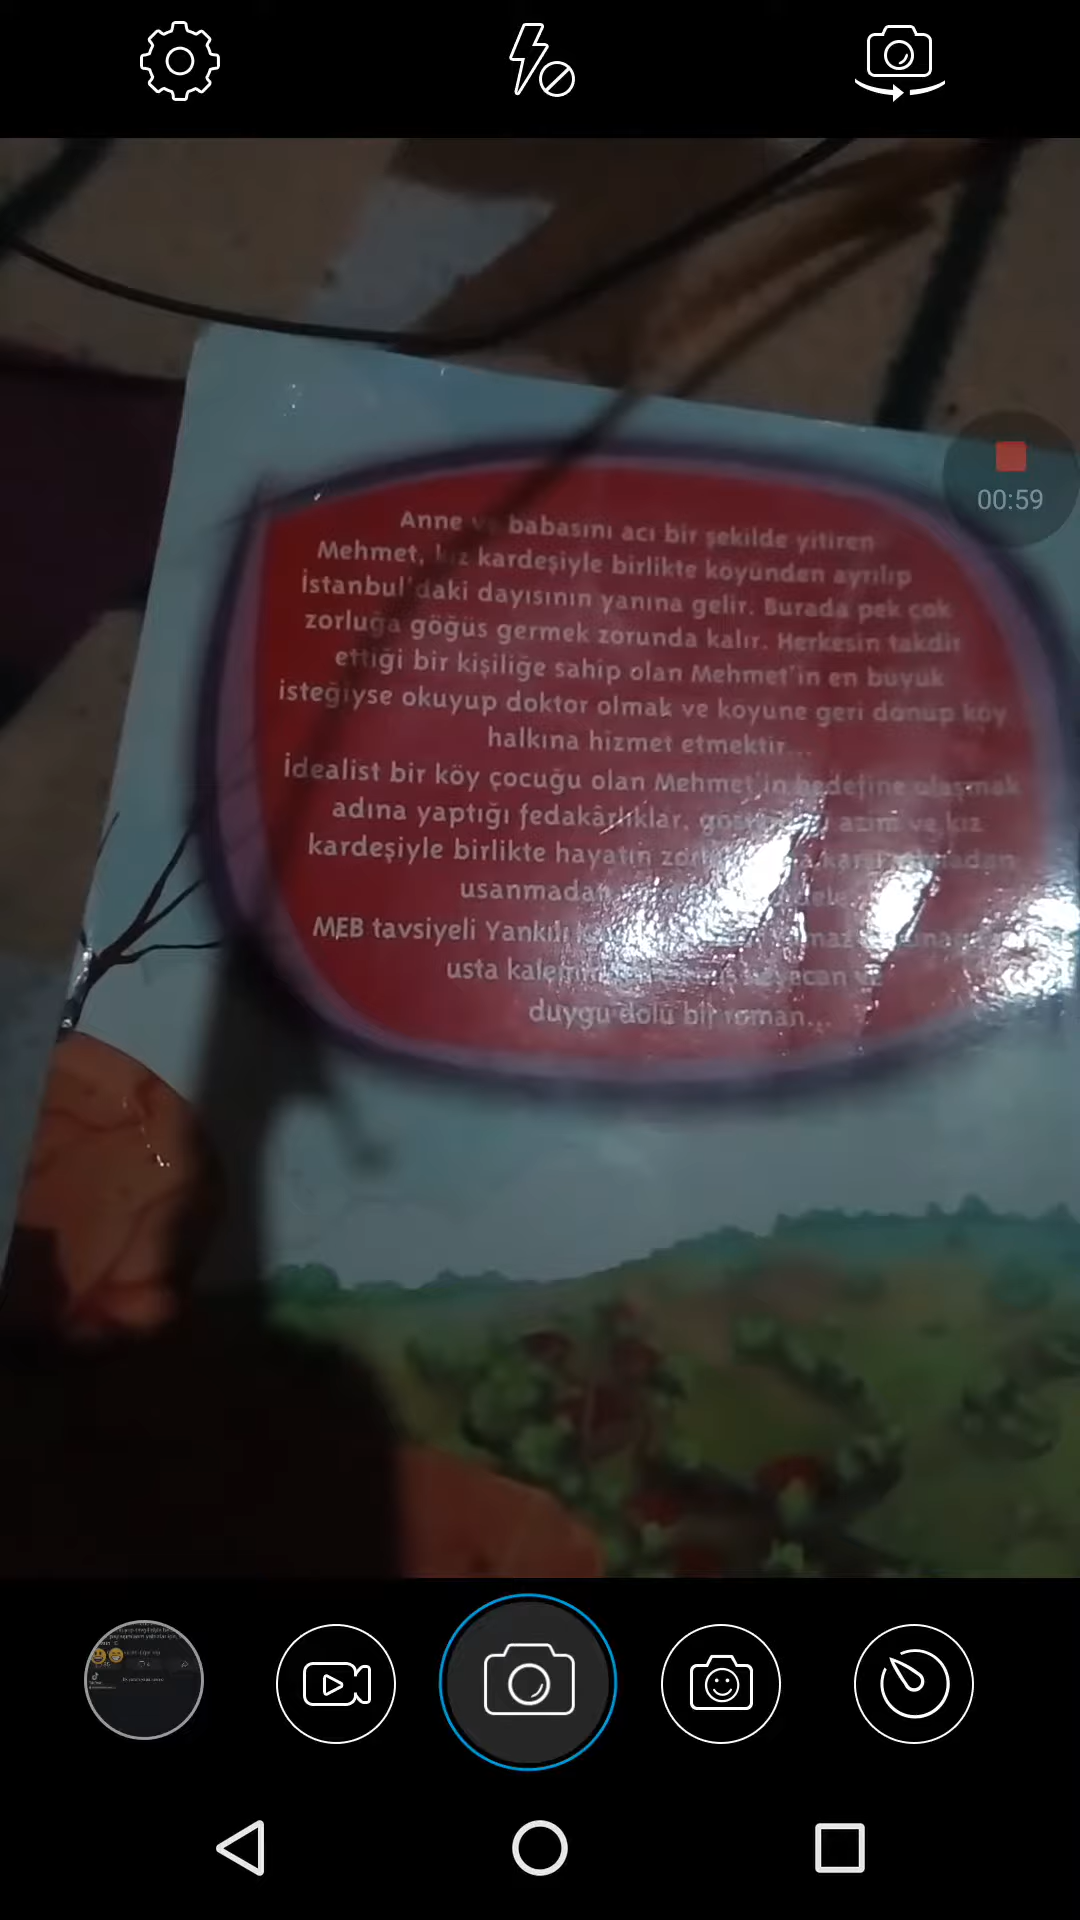 00:59
Anne ve babasını acı bir şekilde yitiren
Mehmet, kız kardeşiyle birlikte köyünden ayrılıp
İstanbul'daki dayısının yanına gelir. Burada pek çok
zorluğa göğüs germek zorunda kalır. Herkesin takdir
ettiği bir kişiliğe sahip olan Mehmet'in en büyük
isteğiyse okuyup doktor olmak ve köyüne geri dönüp köy
halkına hizmet etmektir...
İdealist bir köy çocuğu olan Mehmet'in hedefine ulaşmak
adına yaptığı fedakârlıklar, azim ve kız
kardeşiyle birlikte hayatın
usanmadan
MEB tavsiyeli Yankılı
usta
duygu dolu bir roman...